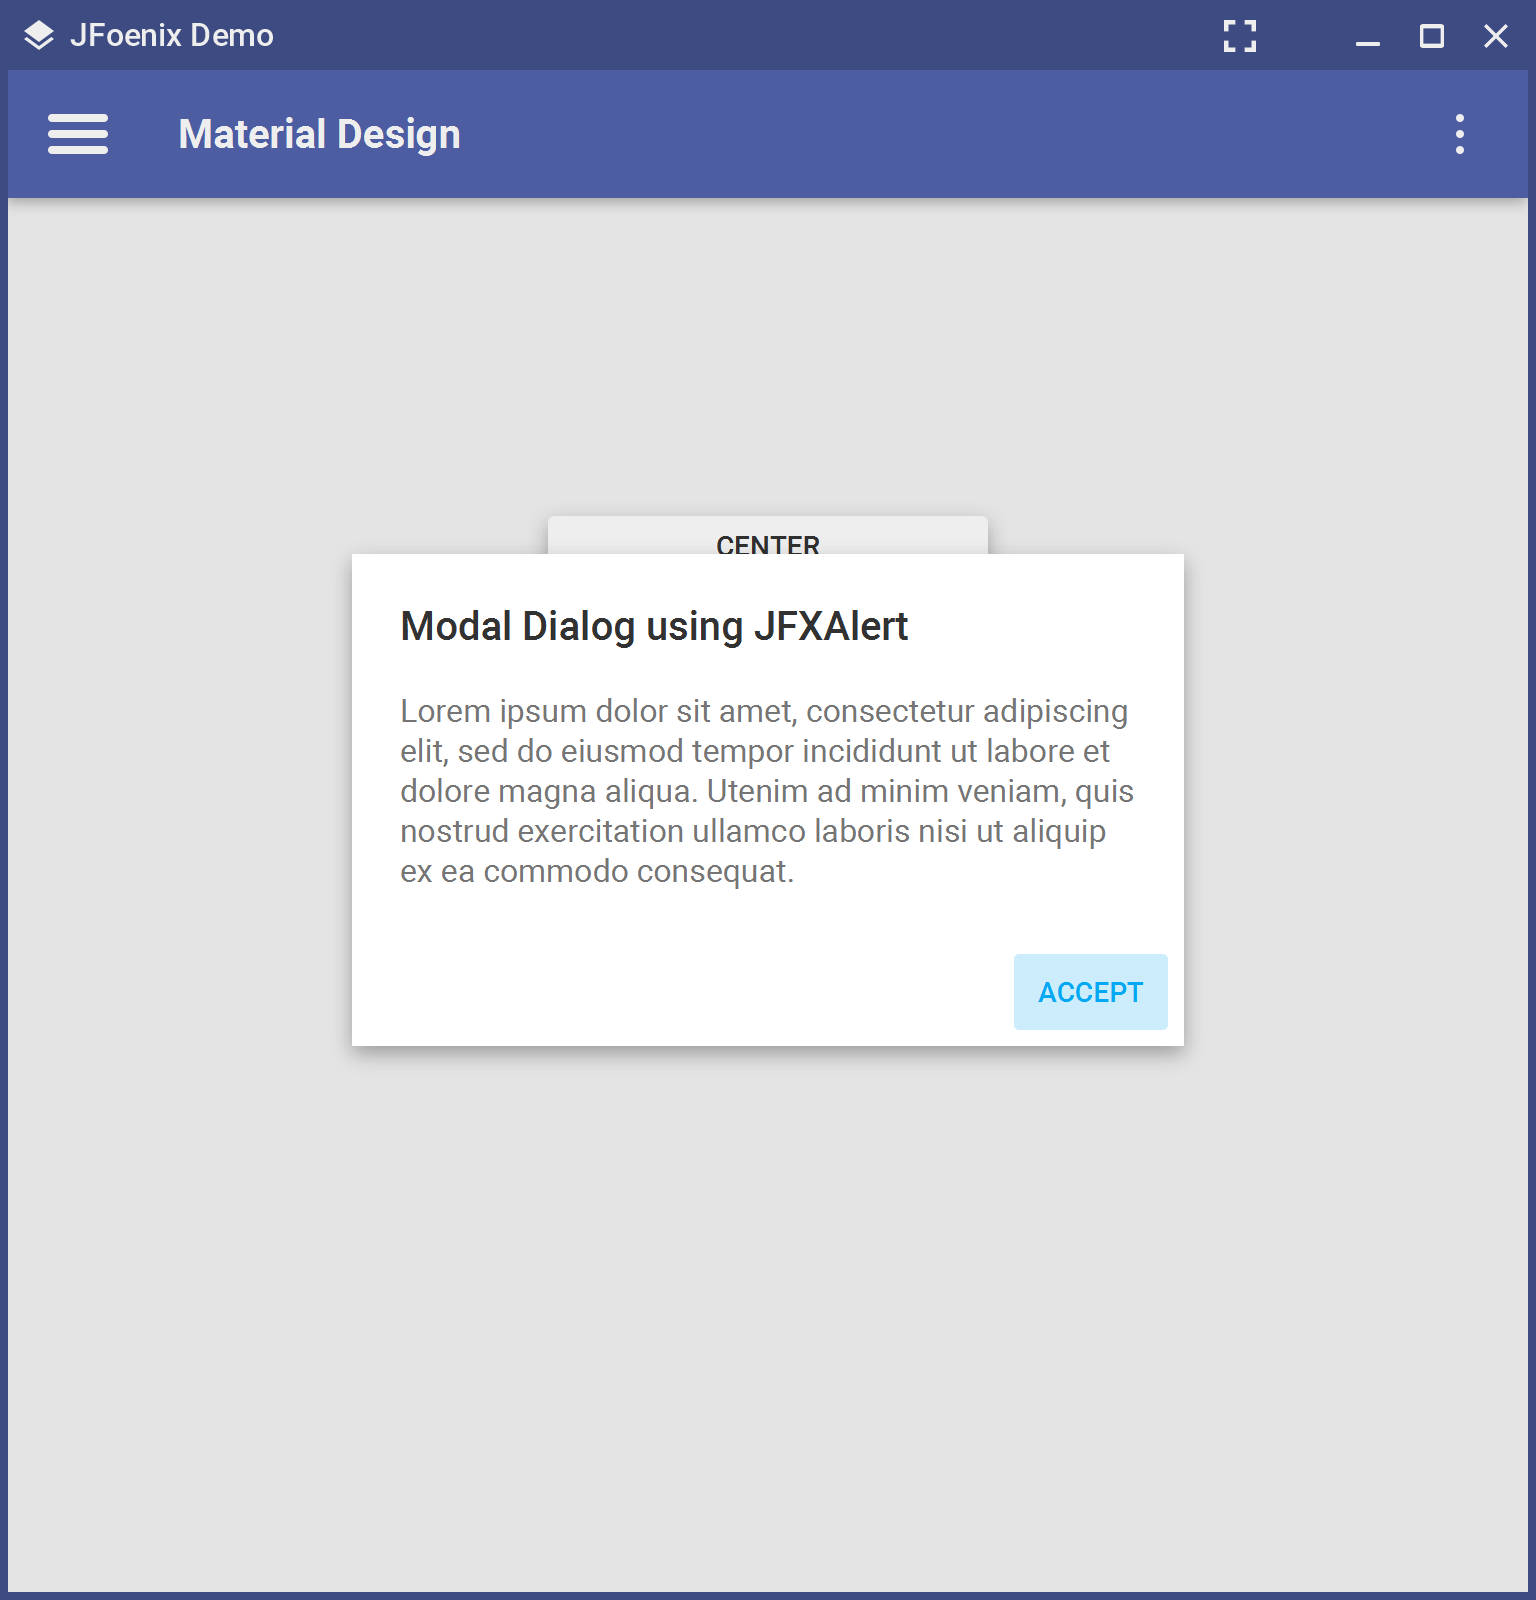 JFoenix Demo
Material Design
CENTER
Modal Dialog using JFXAlert
Lorem ipsum dolor sit amet, consectetur adipiscing
elit, sed do eiusmod tempor incididunt ut labore et
dolore magna aliqua. Utenim ad minim veniam, quis
nostrud exercitation ullamco laboris nisi ut aliquip
ex ea commodo consequat.
ACCEPT